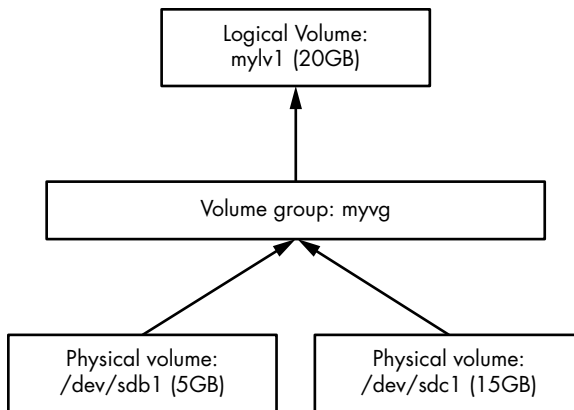 Logical Volume:
mylv1 (20GB)
Volume group: myvg
Physical volume:
/dev/sdb1 (5GB)
Physical volume:
/dev/sdc1 (15GB)